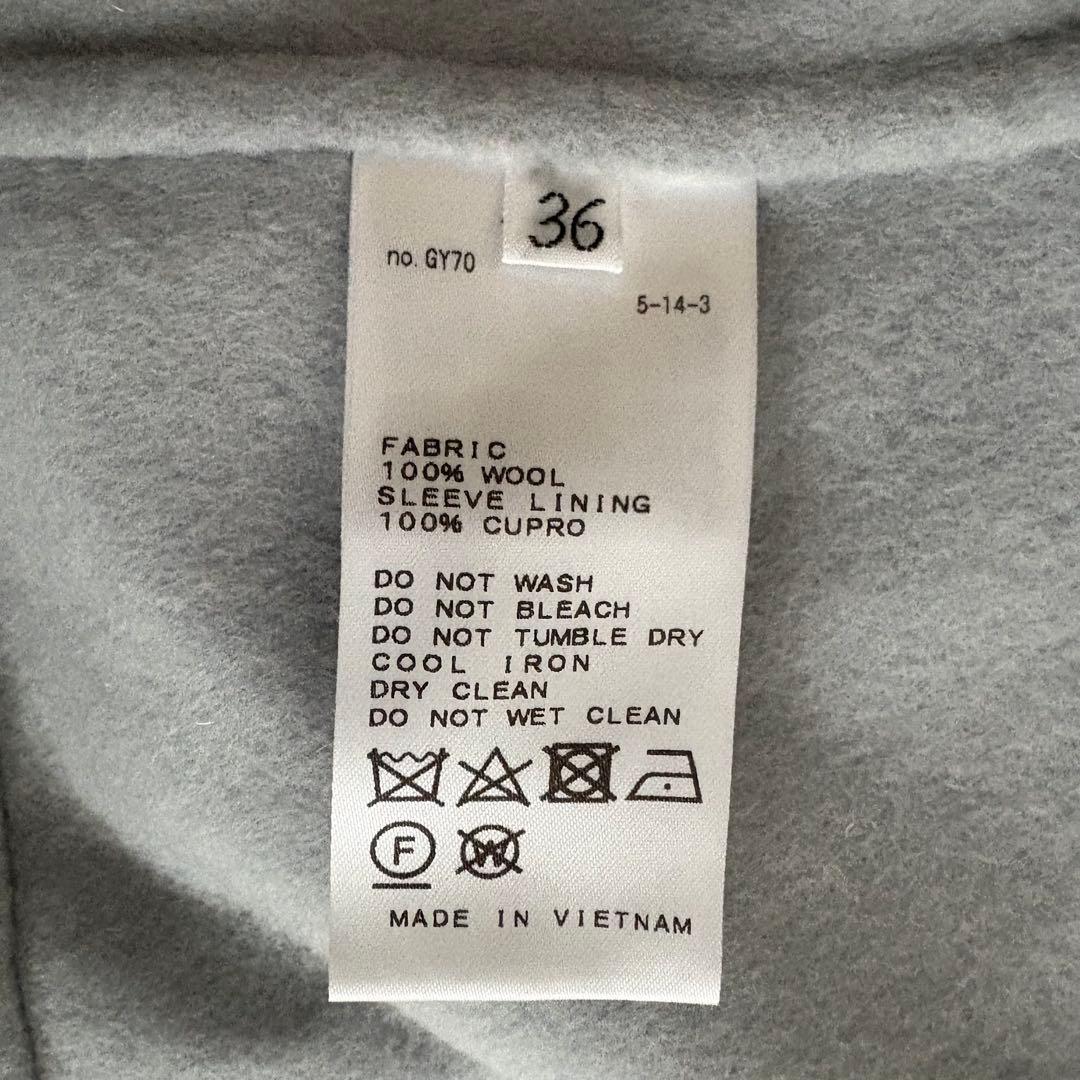 36
no. GY70
5-14-3
FABRIC
100% WOOL
SLEEVE LINING
100% CUPRO
DO NOT WASH
DO NOT BLEACH
DO NOT TUMBLE DRY
COOL IRON
DRY CLEAN
DO NOT WET CLEAN
F W
MADE IN VIETNAM